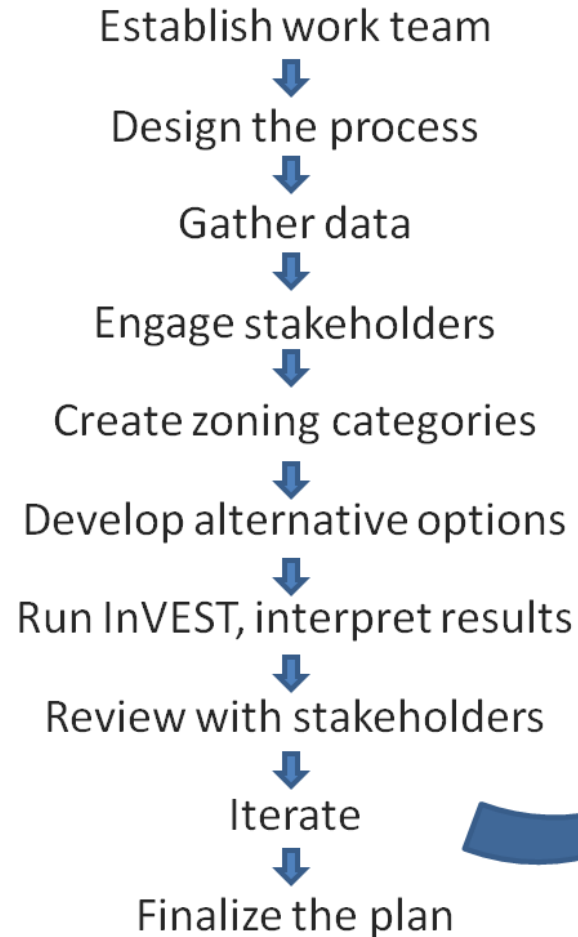 Establish work team
Design the process
Gather data
Engage stakeholders
Create zoning categories
Develop alternative options
Run InVEST, interpret results
Review with stakeholders
Iterate
Finalize the plan